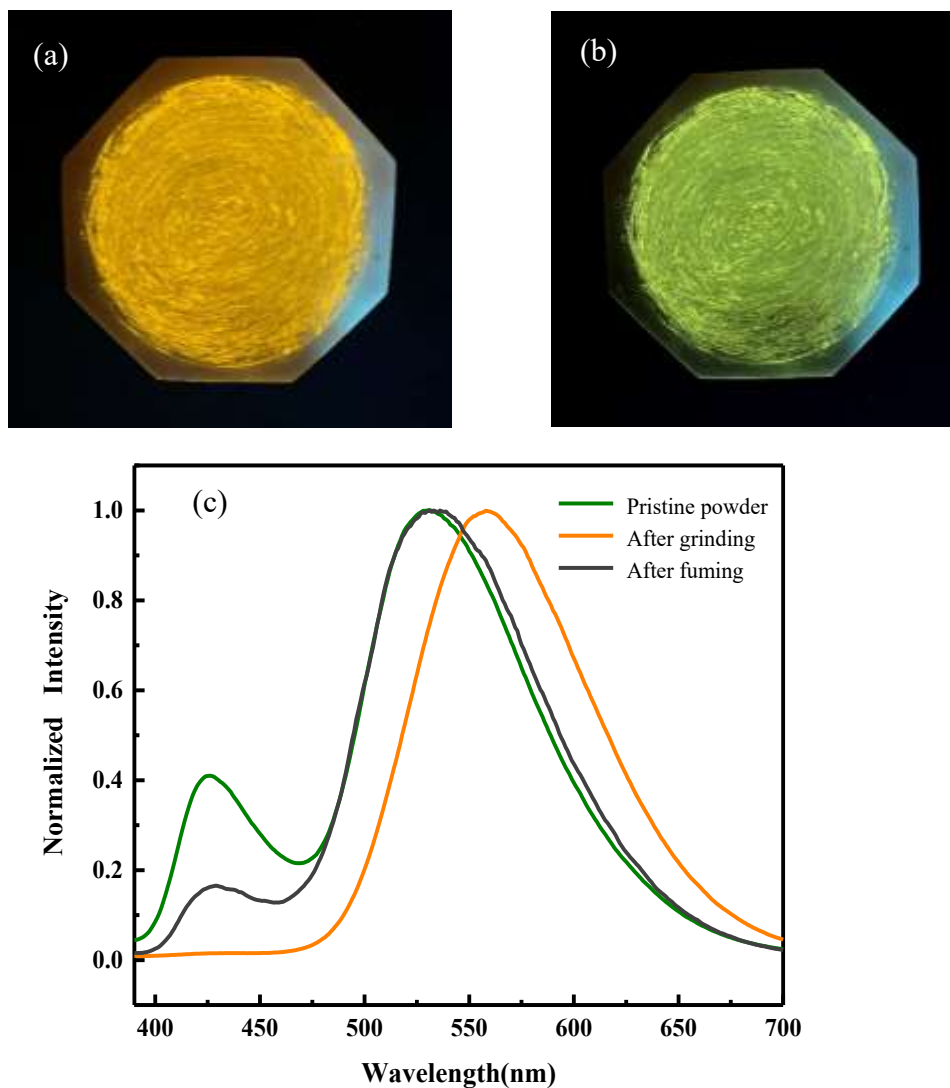 (a)
(b)
(c)
Pristine powder
After grinding
After fuming
Normalized Intensity
1.0
0.8
0.6
0.4
0.2
0.0
400 450 500 550 600 650 700
Wavelength(nm)